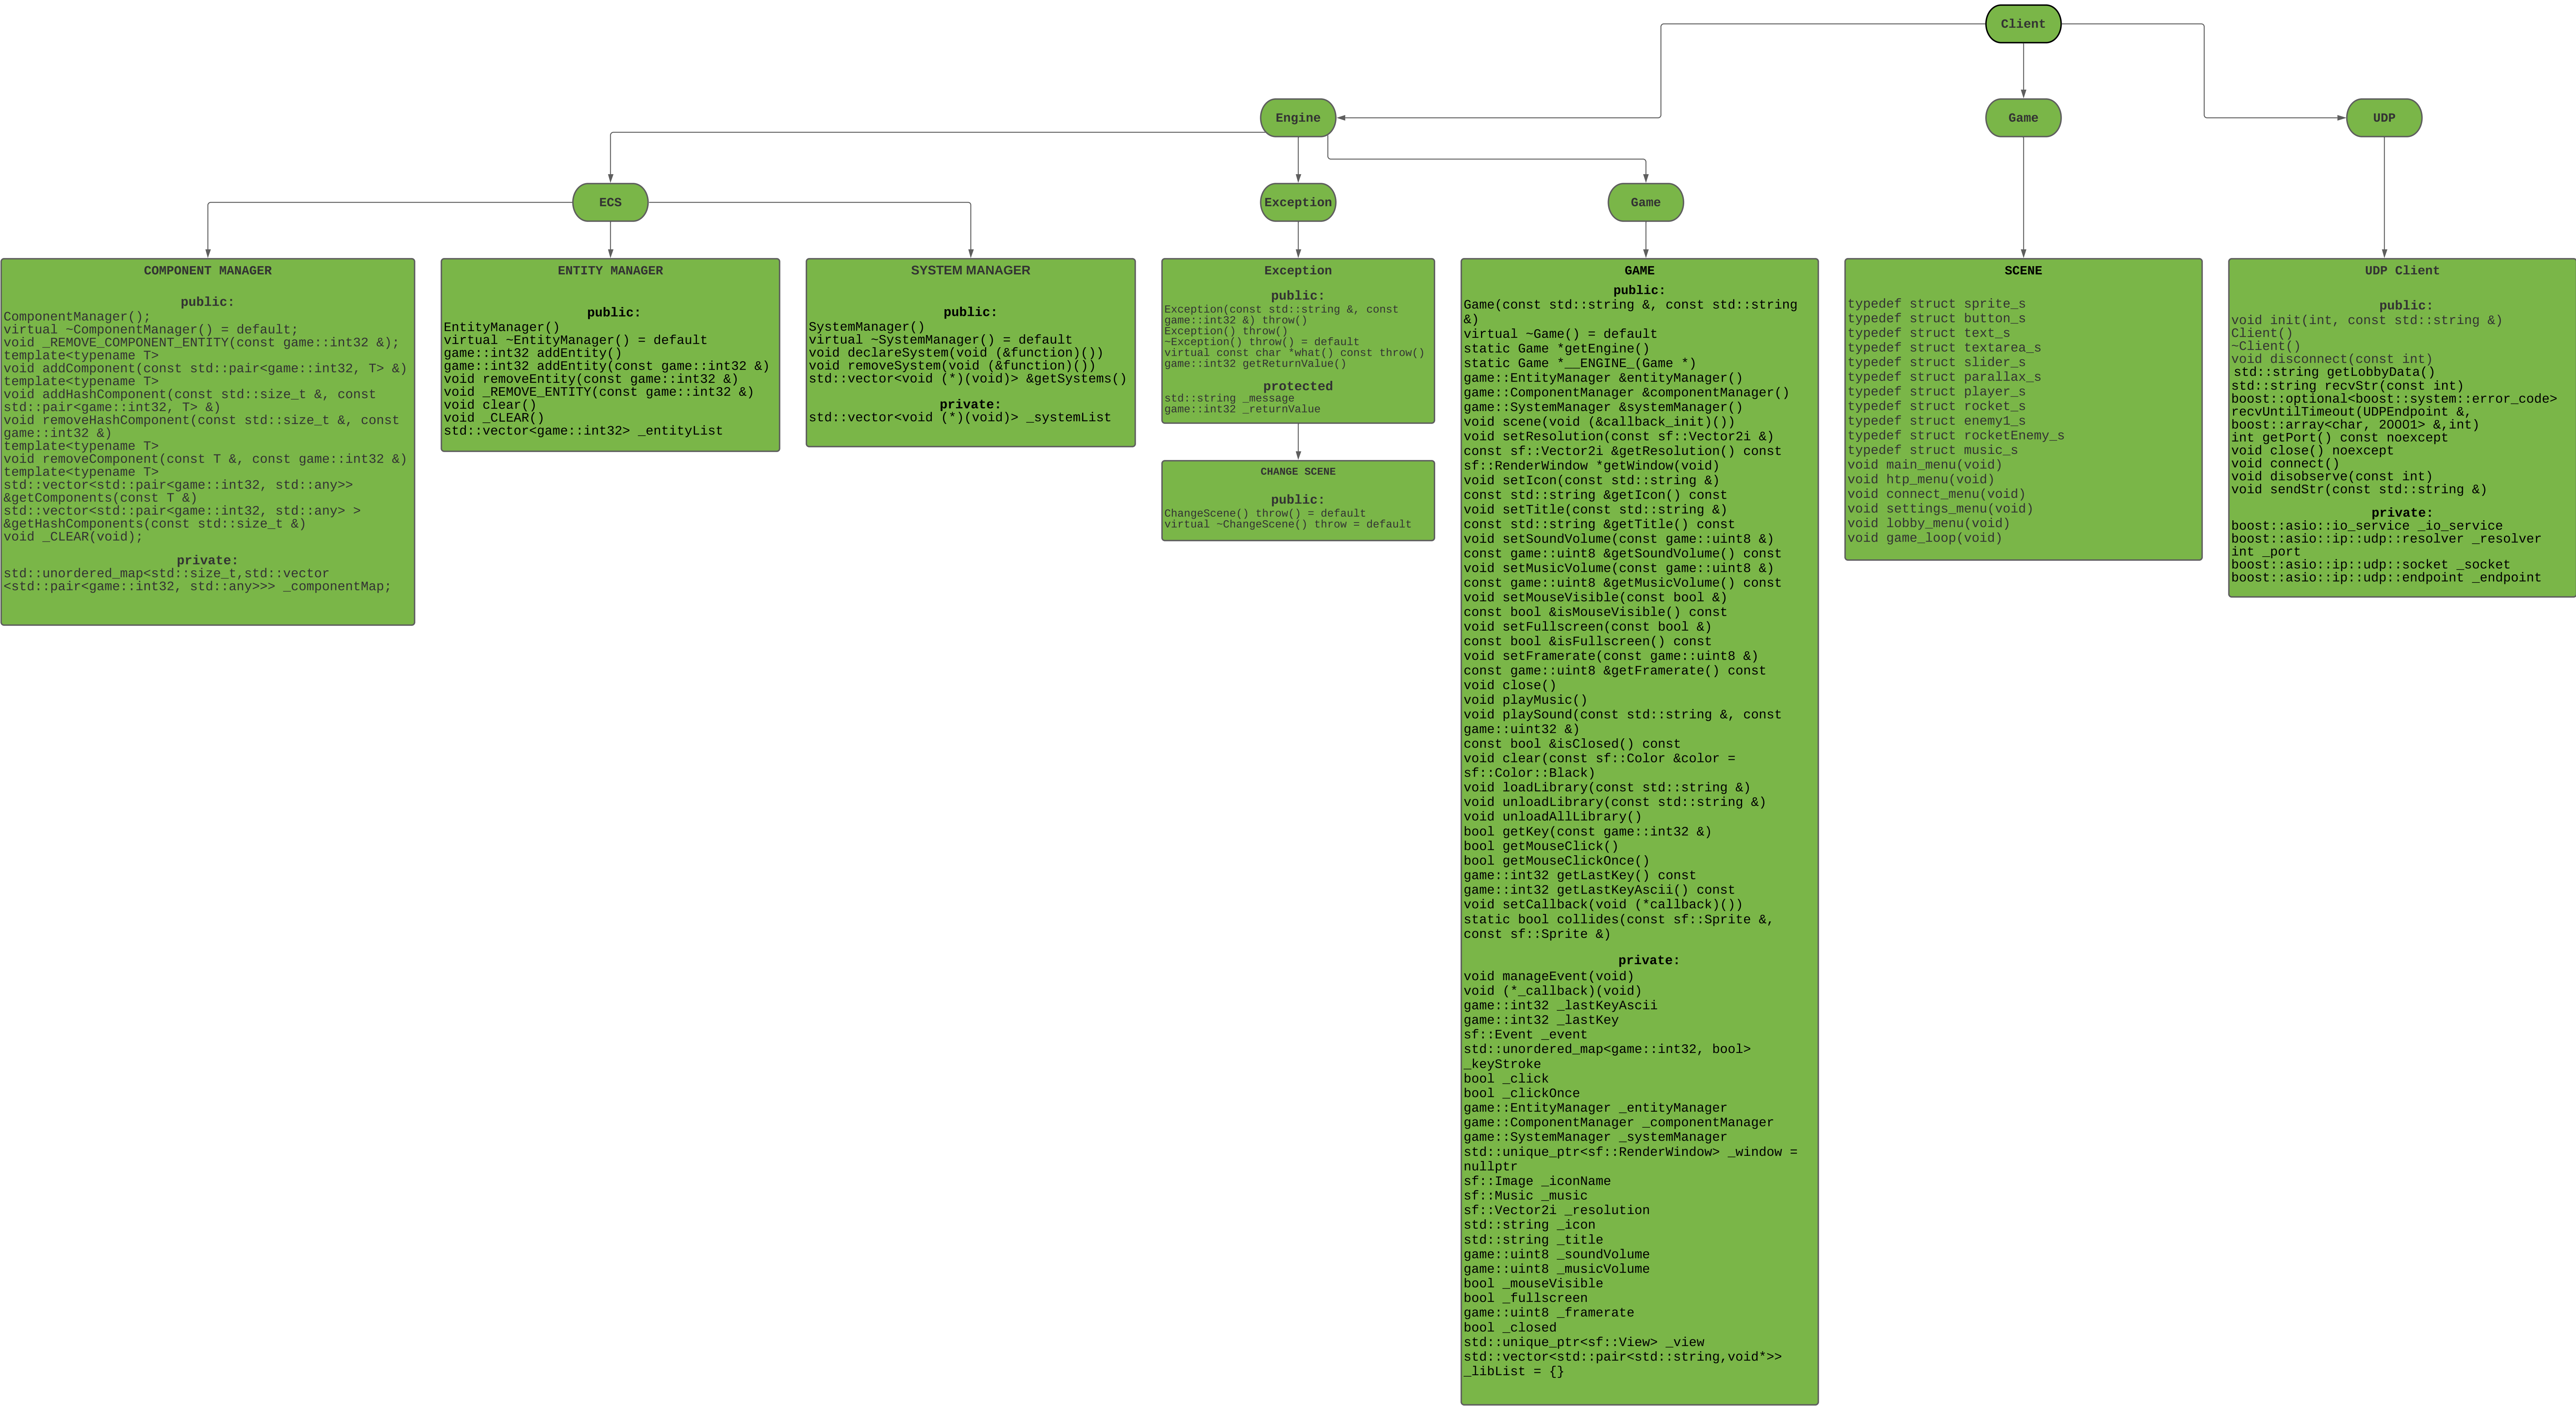 Client
Engine
Game
UDP
ECS
Exception
Game
COMPONENT MANAGER
public:
ComponentManager();
virtual ~ComponentManager() = default;
void _REMOVE_COMPONENT_ENTITY(const game::int32 &);
template<typename T>
void addComponent(const std::pair<game::int32, T> &)
template<typename T>
void addHashComponent(const std::size_t &, const
std::pair<game::int32, T> &)
void removeHashComponent(const std::size_t &, const
game::int32 &)
template<typename T>
void removeComponent(const T &, const game::int32 &)
template<typename T>
std::vector<std::pair<game::int32, std::any>>
&getComponents(const T &)
std::vector<std::pair<game::int32, std::any> >
&getHashComponents(const std::size_t &)
void _CLEAR(void);
private:
std::unordered_map<std::size_t,std::vector
<std::pair<game::int32, std::any>>> _componentMap;
ENTITY MANAGER
public:
EntityManager()
virtual ~EntityManager() = default
game::int32 addEntity()
game::int32 addEntity(const game::int32 &)
void removeEntity(const game::int32 &)
void _REMOVE_ENTITY(const game::int32 &)
void clear()
void _CLEAR()
std::vector<game::int32> _entityList
SYSTEM MANAGER
public:
SystemManager()
virtual ~SystemManager() = default
void declareSystem(void (&function)())
void removeSystem(void (&function)())
std::vector<void (*)(void)> &getSystems()
private:
std::vector<void (*)(void)> _systemList
Exception
public:
Exception(const std::string &, const
game::int32 &) throw()
Exception() throw()
~Exception() throw() = default
virtual const char *what() const throw()
game::int32 getReturnValue()
protected
std::string _message
game::int32 _returnValue
CHANGE SCENE
public:
ChangeScene() throw() = default
virtual ~ChangeScene() throw = default
GAME
public:
Game(const std::string &, const std::string
&)
virtual ~Game() = default
static Game *getEngine()
static Game *__ENGINE_(Game *)
game::EntityManager &entityManager()
game::ComponentManager &componentManager()
game::SystemManager &systemManager()
void scene(void (&callback_init)())
void setResolution(const sf::Vector2i &)
const sf::Vector2i &getResolution() const
sf::RenderWindow *getWindow(void)
void setIcon(const std::string &)
const std::string &getIcon() const
void setTitle(const std::string &)
const std::string &getTitle() const
void setSoundVolume(const game::uint8 &)
const game::uint8 &getSoundVolume() const
void setMusicVolume(const game::uint8 &)
const game::uint8 &getMusicVolume() const
void setMouseVisible(const bool &)
const bool &isMouseVisible() const
void setFullscreen(const bool &)
const bool &isFullscreen() const
void setFramerate(const game::uint8 &)
const game::uint8 &getFramerate() const
void close()
void playMusic()
void playSound(const std::string &, const
game::uint32 &)
const bool &isClosed() const
void clear(const sf::Color &color =
sf::Color::Black)
void loadLibrary(const std::string &)
void unloadLibrary(const std::string &)
void unloadAllLibrary()
bool getKey(const game::int32 &)
bool getMouseClick()
bool getMouseClickOnce()
game::int32 getLastKey() const
game::int32 getLastKeyAscii() const
void setCallback(void (*callback)())
static bool collides(const sf::Sprite &,
const sf::Sprite &)
private:
void manageEvent(void)
void (*_callback)(void)
game::int32 _lastKeyAscii
game::int32 _lastKey
sf::Event _event
std::unordered_map<game::int32, bool>
_keyStroke
bool _click
bool _clickOnce
game::EntityManager _entityManager
game::ComponentManager _componentManager
game::SystemManager _systemManager
std::unique_ptr<sf::RenderWindow> _window =
nullptr
sf::Image _iconName
sf::Music _music
sf::Vector2i _resolution
std::string _icon
std::string _title
game::uint8 _soundVolume
game::uint8 _musicVolume
bool _mouseVisible
bool _fullscreen
game::uint8 _framerate
bool _closed
std::unique_ptr<sf::View> _view
std::vector<std::pair<std::string,void*>>
_libList = {}
SCENE
typedef struct sprite_s
typedef struct button_s
typedef struct text_s
typedef struct textarea_s
typedef struct slider_s
typedef struct parallax_s
typedef struct player_s
typedef struct rocket_s
typedef struct enemy1_s
typedef struct rocketEnemy_s
typedef struct music_s
void main_menu(void)
void htp_menu(void)
void connect_menu(void)
void settings_menu(void)
void lobby_menu(void)
void game_loop(void)
UDP Client
public:
void init(int, const std::string &)
Client()
~Client()
void disconnect(const int)
std::string getLobbyData()
std::string recvStr(const int)
boost::optional<boost::system::error_code>
recvUntilTimeout(UDPEndpoint &,
boost::array<char, 20001> &,int)
int getPort() const noexcept
void close() noexcept
void connect()
void disobserve(const int)
void sendStr(const std::string &)
private:
boost::asio::io_service _io_service
boost::asio::ip::udp::resolver _resolver
int _port
boost::asio::ip::udp::socket _socket
boost::asio::ip::udp::endpoint _endpoint